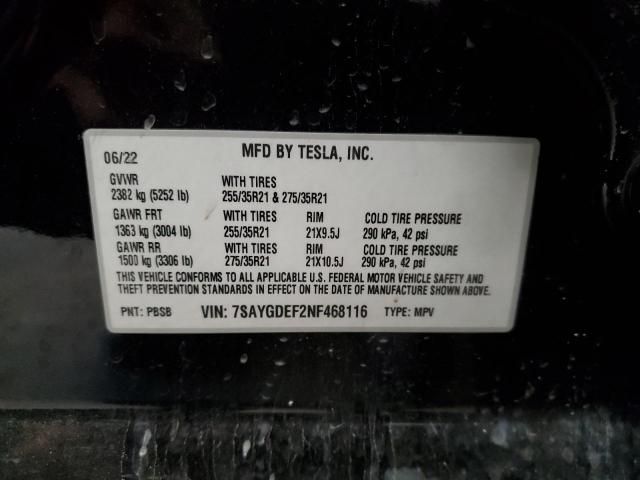 MFD BY TESLA, INC.
06/22
GVWR WITH TIRES
2382 kg (5252 lb) 255/35R21 & 275/35R21
GAWR FRT WITH TIRES RIM COLD TIRE PRESSURE
1363 kg (3004 lb) 255/35R21 21X9.5J 290 kPa, 42 psi
GAWR RR WITH TIRES RIM COLD TIRE PRESSURE
1500 kg (3306 lb) 275/35R21 21X10.5J 290 kPa, 42 psi
THIS VEHICLE CONFORMS TO ALL APPLICABLE U.S. FEDERAL MOTOR VEHICLE SAFETY AND
THEFT PREVENTION STANDARDS IN EFFECT ON THE DATE OF MANUFACTURE SHOWN ABOVE.
PNT: PBSB VIN: 7SAYGDEF2NF468116 TYPE: MPV